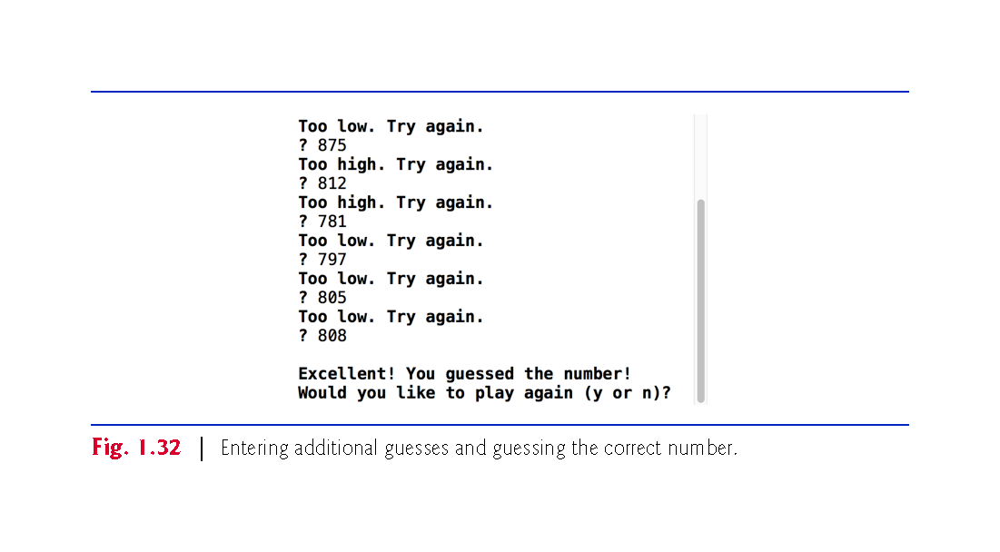 Too low. Try again.
? 875
Too high. Try again.
? 812
Too high. Try again.
? 781
Too low. Try again.
? 797
Too low. Try again.
? 805
Too low. Try again.
? 808
Excellent! You guessed the number!
Would you like to play again (y or n)?
Fig. 1.32 | Entering additional guesses and guessing the correct number.